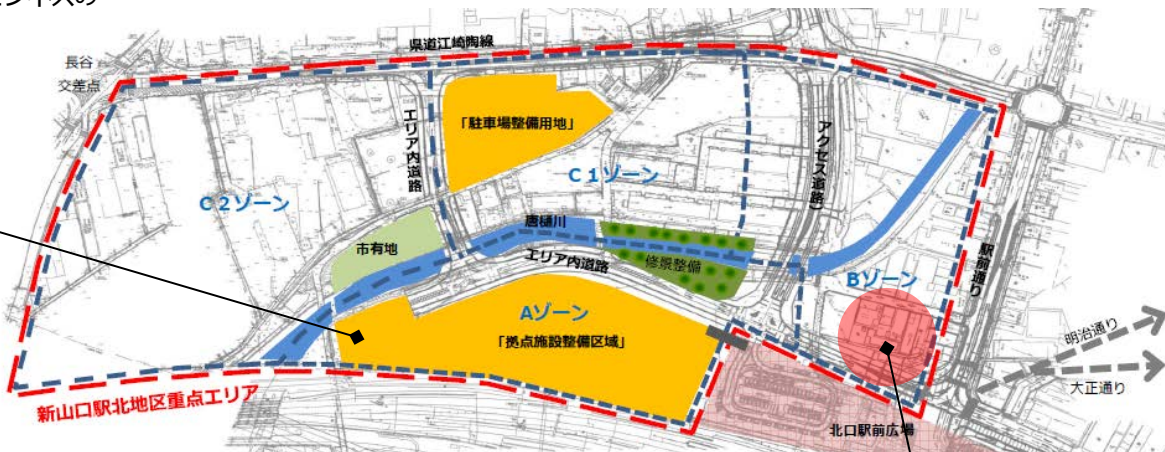 県道江崎陶線
長谷
交差点
「駐車場整備用地」
エリア内道路
アクセス道路）
C1ゾーン
C2ゾーン
唐樋川
市有地
エリア内道路
修景整備
Bゾーン
駅前通り
Aゾーン
「拠点施設整備区域」
明治通り
大正通り
新山口駅北地区重点エリア
北口駅前広場